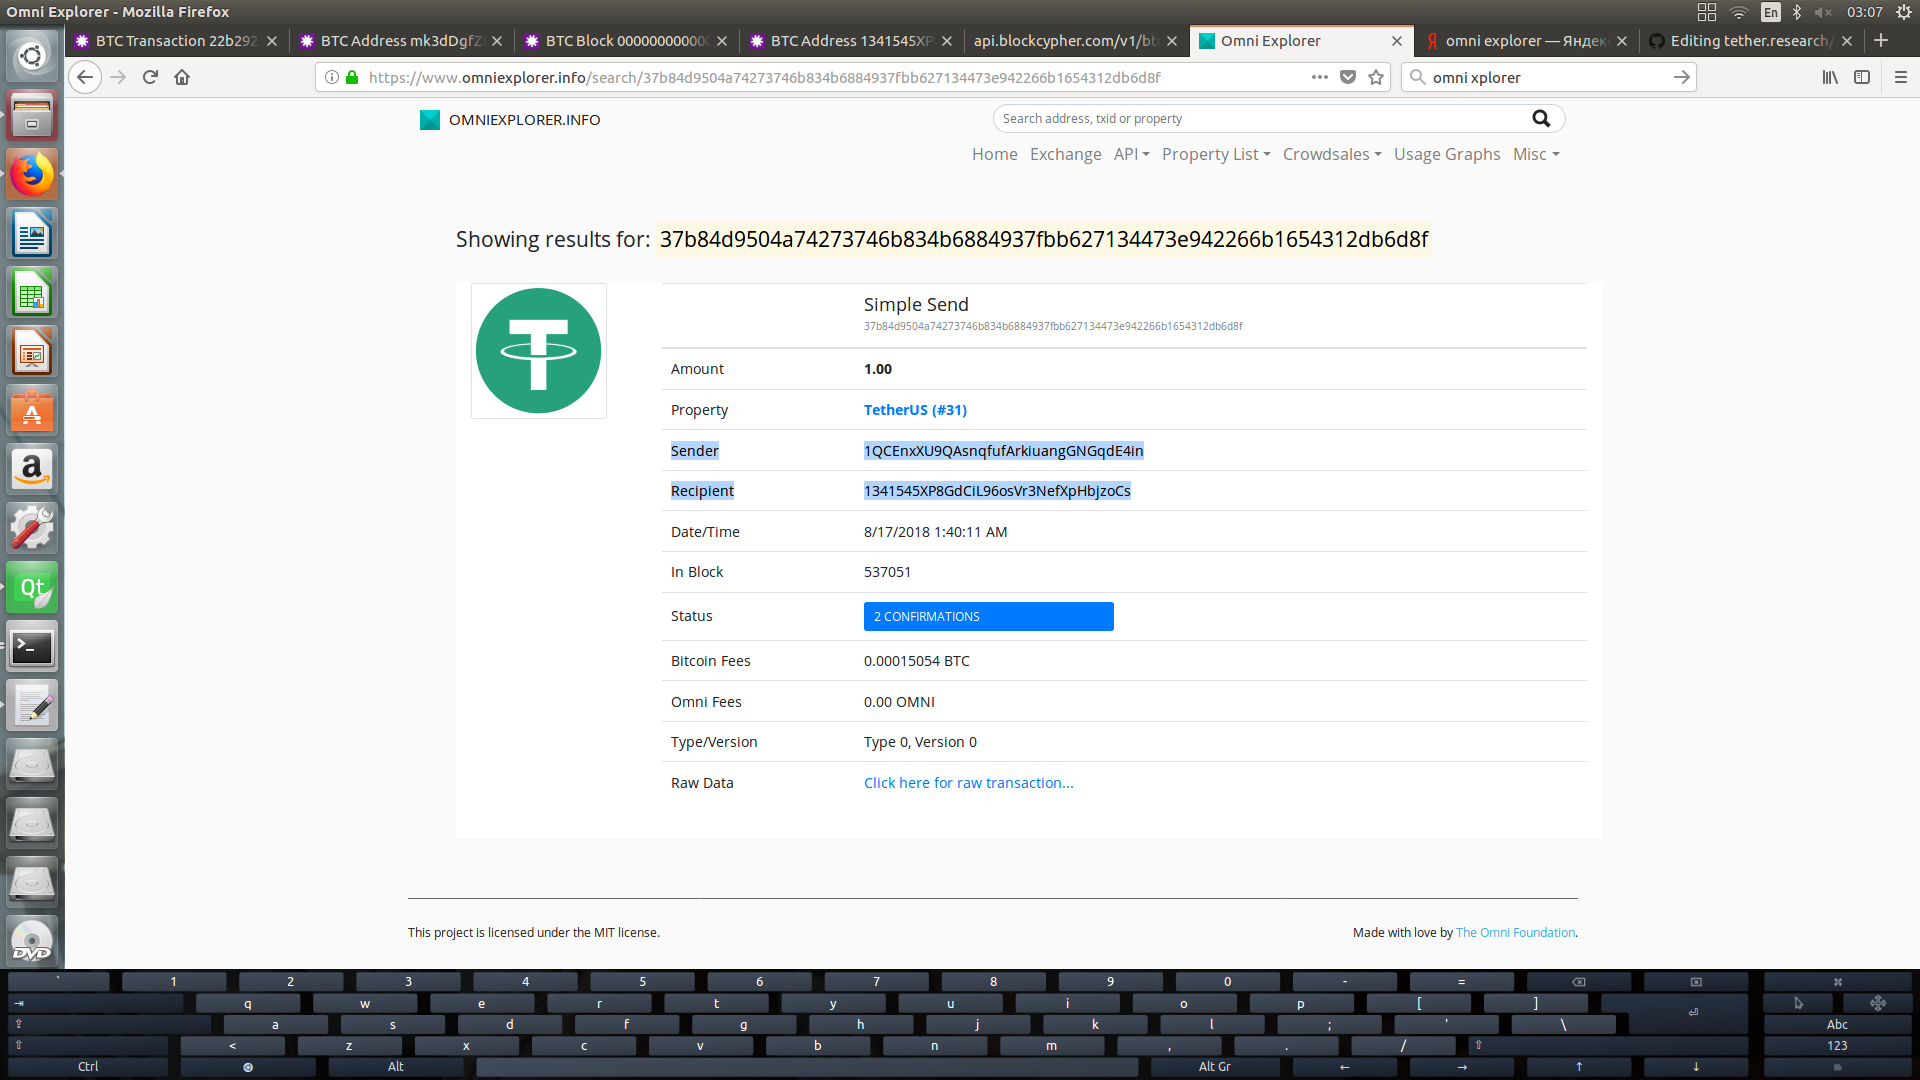 Omni Explorer - Mozilla Firefox
En
03:07
BTC Transaction 22b292
BTC Address mk3dDgfZ
BTC Block 000000000000
BTC Address 1341545XP
api.blockcypher.com/v1/bt
Omni Explorer
omni explorer — Яндек
Editing tether.research/
https://www.omniexplorer.info/search/37b84d9504a74273746b834b6884937fbb627134473e942266b1654312db6d8f
omni xplorer
OMNIEXPLORER.INFO
Search address, txid or property
Home
Exchange
API
Property List
Crowdsales
Usage Graphs
Misc
Showing results for: 37b84d9504a74273746b834b6884937fbb627134473e942266b1654312db6d8f
Simple Send
37b84d9504a74273746b834b6884937fbb627134473e942266b1654312db6d8f
Amount 1.00
Property TetherUS (#31)
Sender 1QCEnxXU9QAsnqfufArkiuangGNGqdE4in
Recipient 1341545XP8GdCiL96osVr3NefXpHbjzoCs
Date/Time 8/17/2018 1:40:11 AM
In Block 537051
Status 2 CONFIRMATIONS
Bitcoin Fees 0.00015054 BTC
Omni Fees 0.00 OMNI
Type/Version Type 0, Version 0
Raw Data Click here for raw transaction...
This project is licensed under the MIT license.
Made with love by The Omni Foundation.
Qt
DVD
` 1 2 3 4 5 6 7 8 9 0 - =
q w e r t y u i o p [ ]
a s d f g h j k l ; ' \ Abc
< z x c v b n m , . / 123
Ctrl Alt Alt Gr ← → ↑ ↓